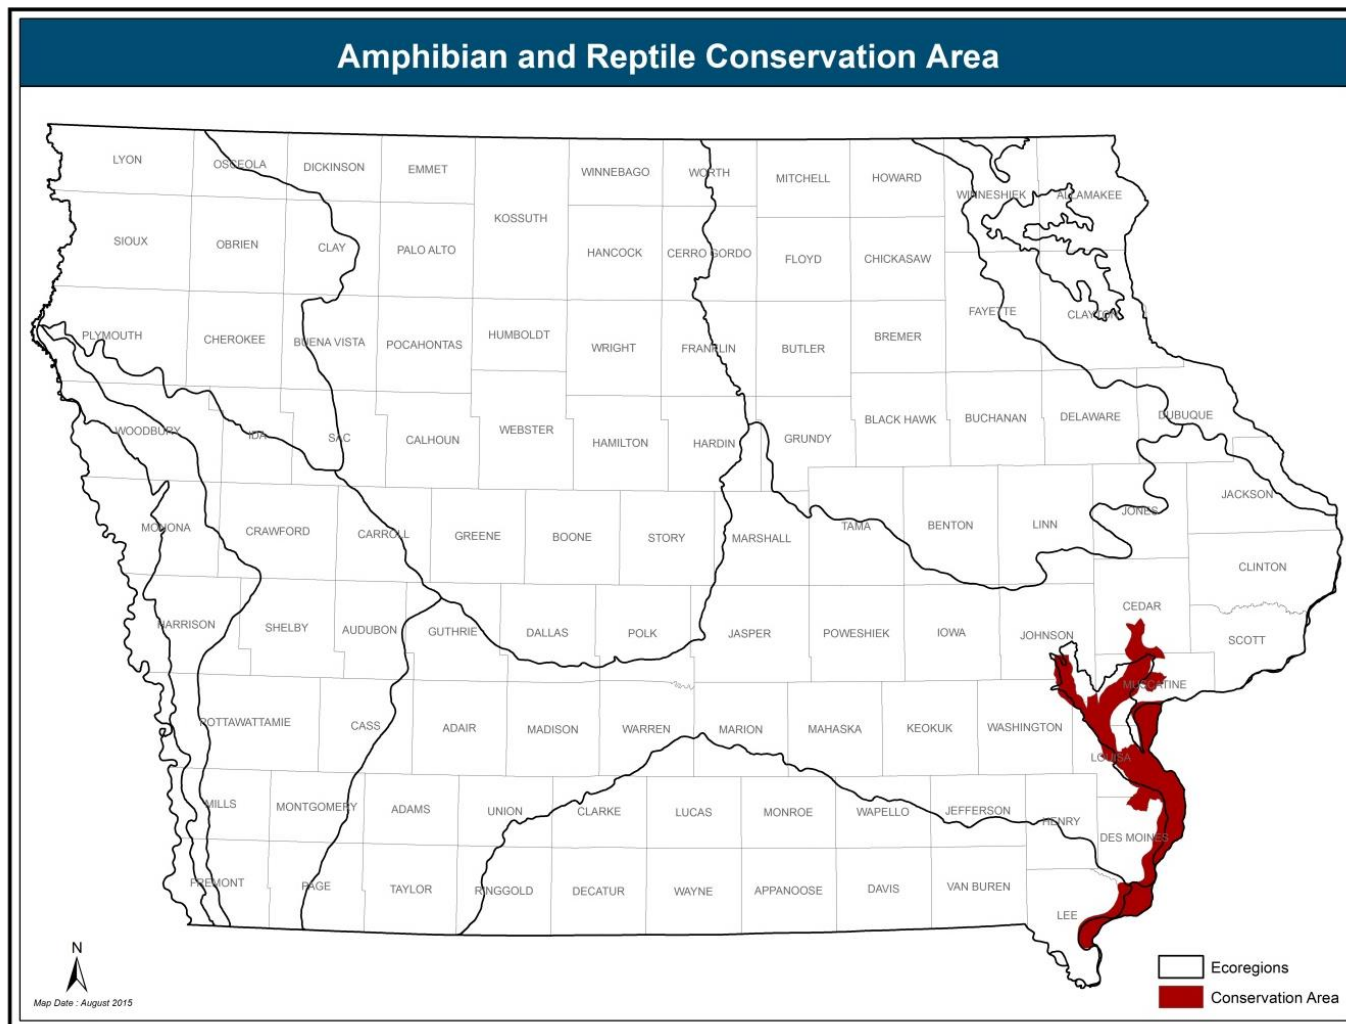 Amphibian and Reptile Conservation Area
LYON
OSCEOLA
DICKINSON
EMMET
KOSSUTH
WINNEBAGO
WORTH
MITCHELL
HOWARD
WINNESHIEK
ALLAMAKEE
SIOUX
OBRIEN
CLAY
PALO ALTO
HANCOCK
CERRO GORDO
FLOYD
CHICKASAW
PLYMOUTH
CHEROKEE
BUENA VISTA
POCAHONTAS
HUMBOLDT
WRIGHT
FRANKLIN
BUTLER
BREMER
FAYETTE
CLAYTON
WOODBURY
IDA
SAC
CALHOUN
WEBSTER
HAMILTON
HARDIN
GRUNDY
BLACK HAWK
BUCHANAN
DELAWARE
DUBUQUE
MONONA
CRAWFORD
CARROLL
GREENE
BOONE
STORY
MARSHALL
TAMA
BENTON
LINN
JONES
JACKSON
CLINTON
HARRISON
SHELBY
AUDUBON
GUTHRIE
DALLAS
POLK
JASPER
POWESHIEK
IOWA
JOHNSON
CEDAR
SCOTT
POTTAWATTAMIE
CASS
ADAIR
MADISON
WARREN
MARION
MAHASKA
KEOKUK
WASHINGTON
LOUISA
MUSCATINE
MILLS
MONTGOMERY
ADAMS
UNION
CLARKE
LUCAS
MONROE
WAPELLO
JEFFERSON
HENRY
DES MOINES
FREMONT
PAGE
TAYLOR
RINGGOLD
DECATUR
WAYNE
APPANOOSE
DAVIS
VAN BUREN
LEE
N
Map Date : August 2015
Ecoregions
Conservation Area